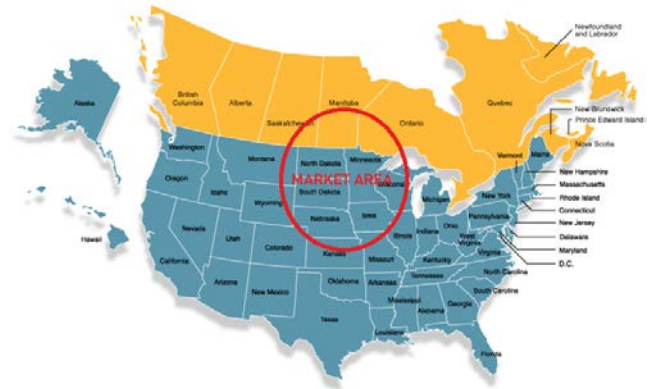 Newfoundland
and Labrador
Alaska
British
Columbia
Alberta
Saskatchewan
Manitoba
Ontario
Quebec
New Brunswick
Prince Edward Island
Nova Scotia
Washington
Montana
North Dakota
Minnesota
Vermont
Maine
New Hampshire
Massachusetts
Rhode Island
Connecticut
New Jersey
Delaware
Maryland
D.C.
Oregon
Idaho
Wyoming
South Dakota
MARKET AREA
Wisconsin
Michigan
New York
Pennsylvania
Nebraska
Iowa
Hawaii
Nevada
Utah
Colorado
Kansas
Missouri
Illinois
Indiana
Ohio
West
Virginia
Virginia
Kentucky
California
Arizona
New Mexico
Oklahoma
Arkansas
Tennessee
North Carolina
South Carolina
Texas
Louisiana
Mississippi
Alabama
Georgia
Florida